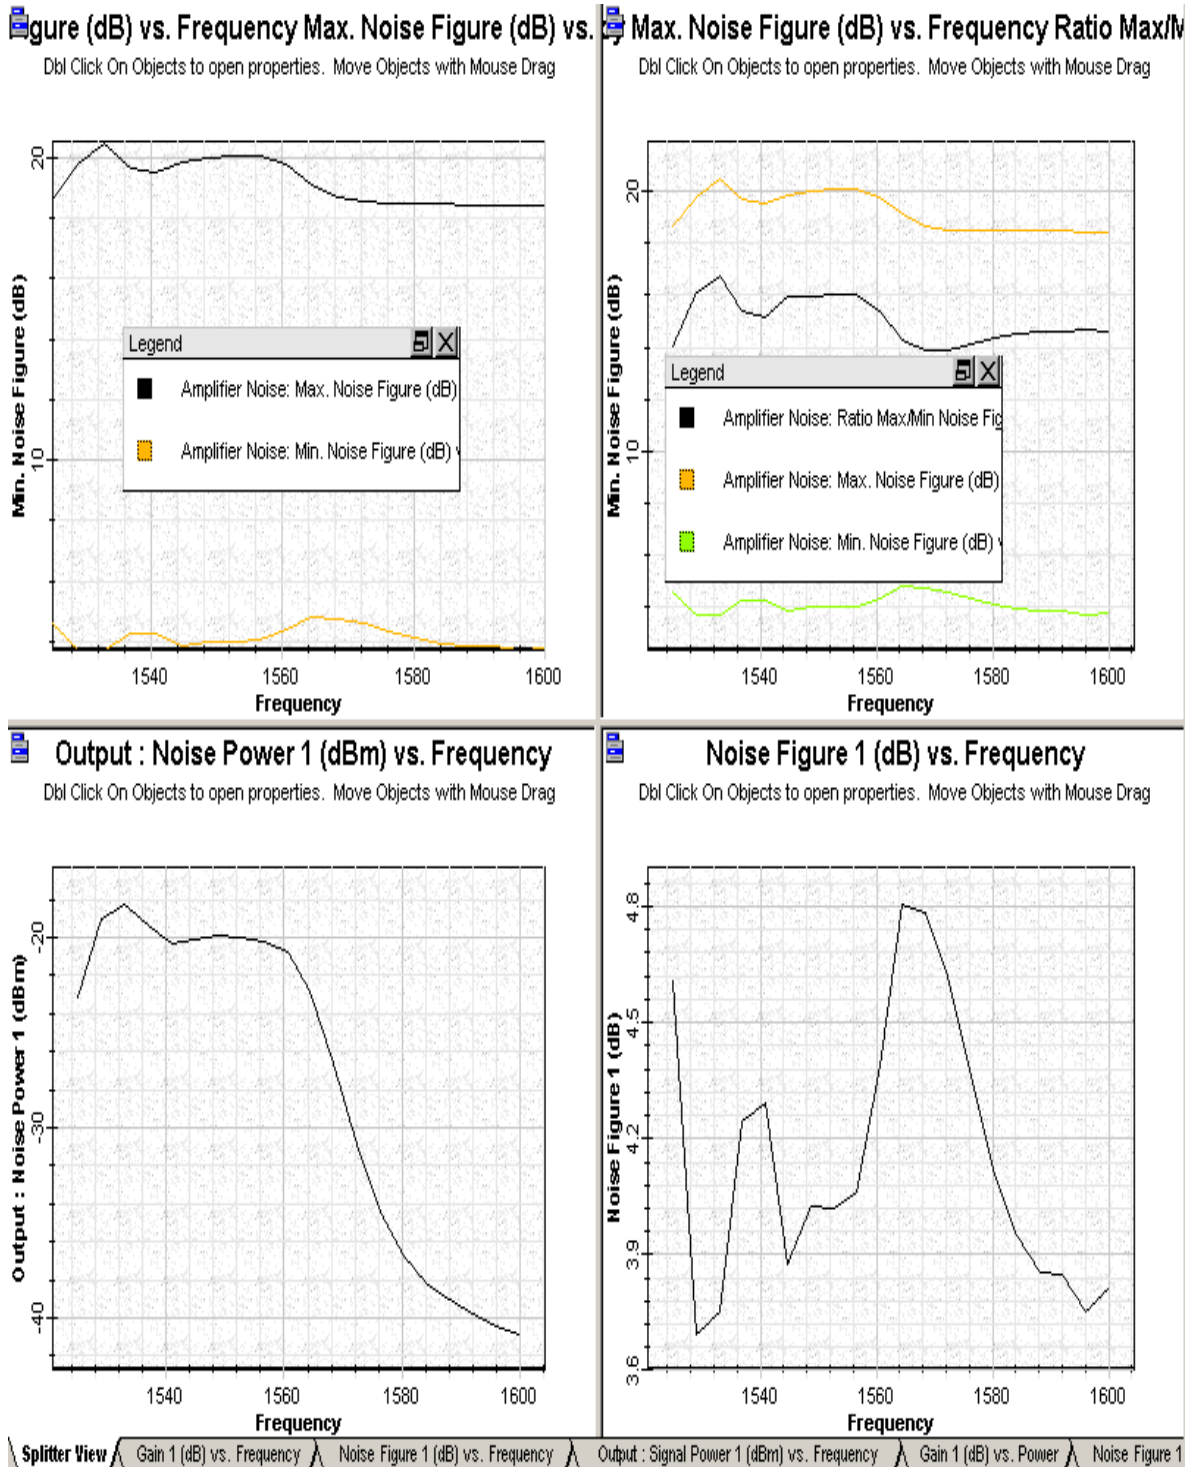 gure (dB) vs. Frequency Max. Noise Figure (dB) vs.
Dbl Click On Objects to open properties. Move Objects with Mouse Drag
20
10
Min. Noise Figure (dB)
Legend
Amplifier Noise: Max. Noise Figure (dB)
Amplifier Noise: Min. Noise Figure (dB)
1540 1560 1580 1600
Frequency
Max. Noise Figure (dB) vs. Frequency Ratio Max/M
Dbl Click On Objects to open properties. Move Objects with Mouse Drag
20
10
Min. Noise Figure (dB)
Legend
Amplifier Noise: Ratio Max/Min Noise Fig
Amplifier Noise: Max. Noise Figure (dB)
Amplifier Noise: Min. Noise Figure (dB)
1540 1560 1580 1600
Frequency
Output : Noise Power 1 (dBm) vs. Frequency
Dbl Click On Objects to open properties. Move Objects with Mouse Drag
-20
-30
-40
Output : Noise Power 1 (dBm)
1540 1560 1580 1600
Frequency
Noise Figure 1 (dB) vs. Frequency
Dbl Click On Objects to open properties. Move Objects with Mouse Drag
4.8
4.5
4.2
3.9
3.6
Noise Figure 1 (dB)
1540 1560 1580 1600
Frequency
Splitter View Gain 1 (dB) vs. Frequency Noise Figure 1 (dB) vs. Frequency Output : Signal Power 1 (dBm) vs. Frequency Gain 1 (dB) vs. Power Noise Figure 1